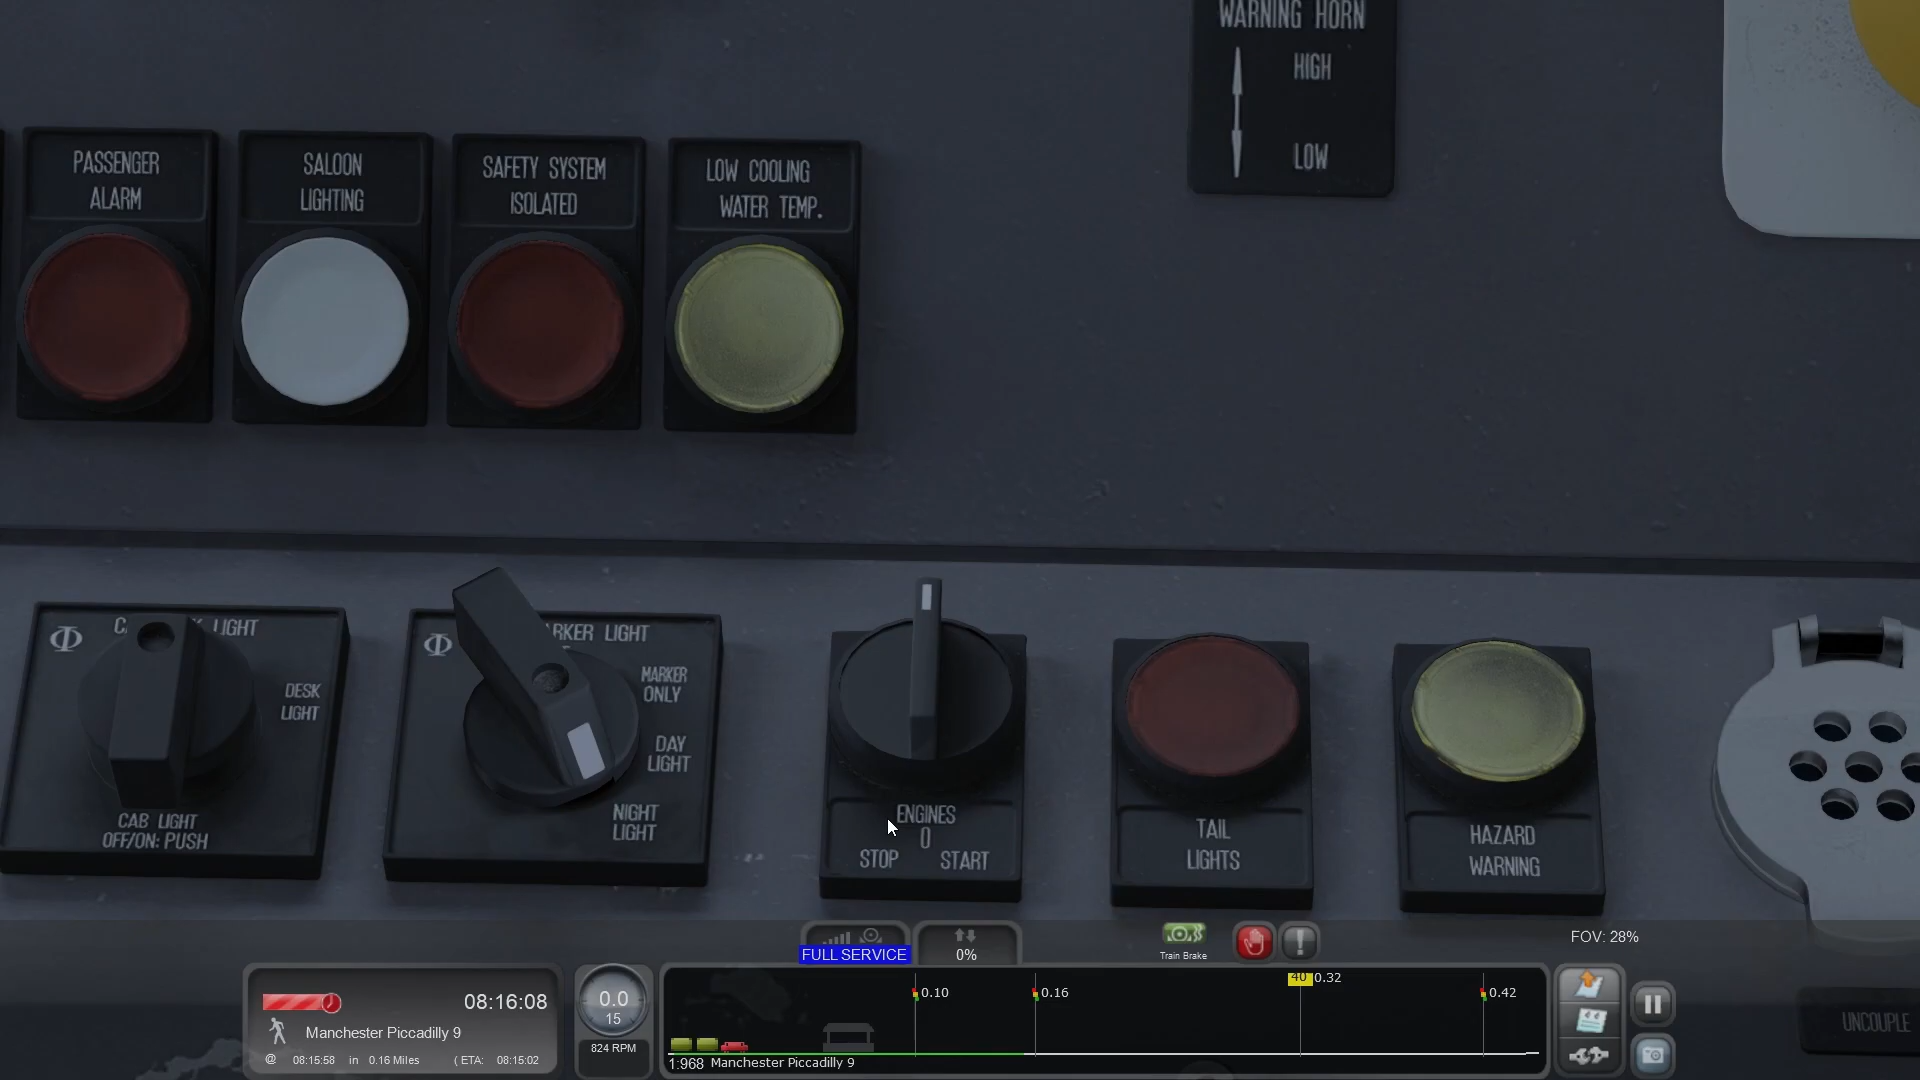 WARNING HORN
HIGH
LOW
PASSENGER
ALARM
SALOON
LIGHTING
SAFETY SYSTEM
ISOLATED
LOW COOLING
WATER TEMP.
LIGHT
DESK
LIGHT
CAB LIGHT
OFF/ON: PUSH
RKER LIGHT
MARKER
ONLY
DAY
LIGHT
NIGHT
LIGHT
ENGINES
0
STOP START
TAIL
LIGHTS
HAZARD
WARNING
UNCOUPLE
FULL SERVICE
0%
Train Brake
FOV: 28%
08:16:08
Manchester Piccadilly 9
@ 08:15:58 in 0.16 Miles ( ETA: 08:15:02
0.0
15
824 RPM
0.10
0.16
40 0.32
0.42
1:968 Manchester Piccadilly 9